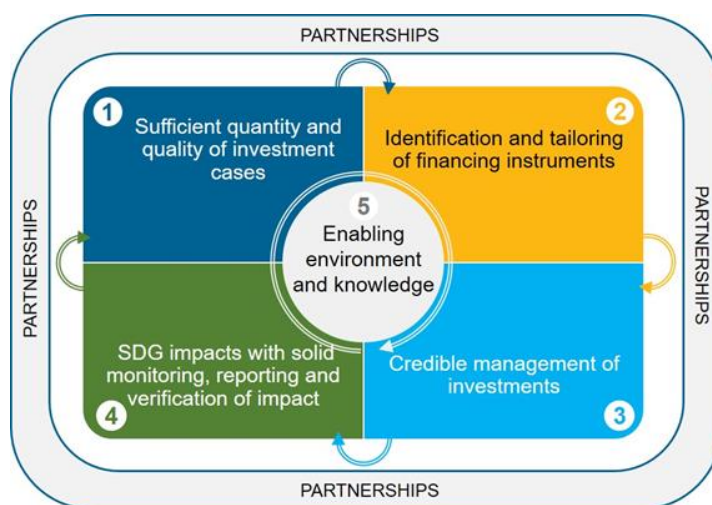 PARTNERSHIPS
1
Sufficient quantity and
quality of investment
cases
2
Identification and tailoring
of financing instruments
PARTNERSHIPS
PARTNERSHIPS
5
Enabling
environment
and knowledge
SDG impacts with solid
monitoring, reporting and
verification of impact
4
Credible management of
investments
3
PARTNERSHIPS